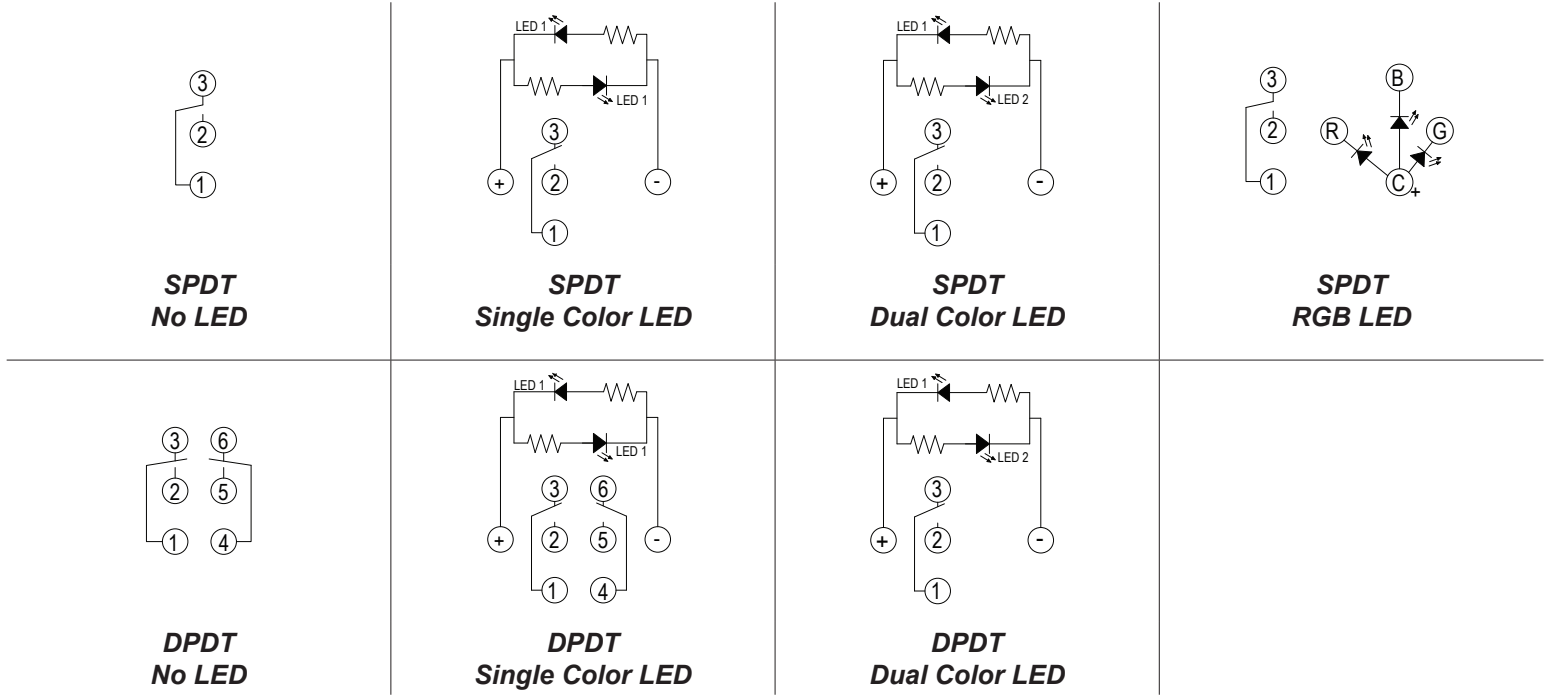 3
2
1
SPDT
No LED
LED 1
LED 1
3
+
2
-
1
SPDT
Single Color LED
LED 1
LED 2
3
+
2
-
1
SPDT
Dual Color LED
3
B
2
R
G
1
C
+
SPDT
RGB LED
3 6
2 5
1 4
DPDT
No LED
LED 1
LED 1
3 6
+ 2 5 -
1 4
DPDT
Single Color LED
LED 1
LED 2
3
+ 2 -
1
DPDT
Dual Color LED